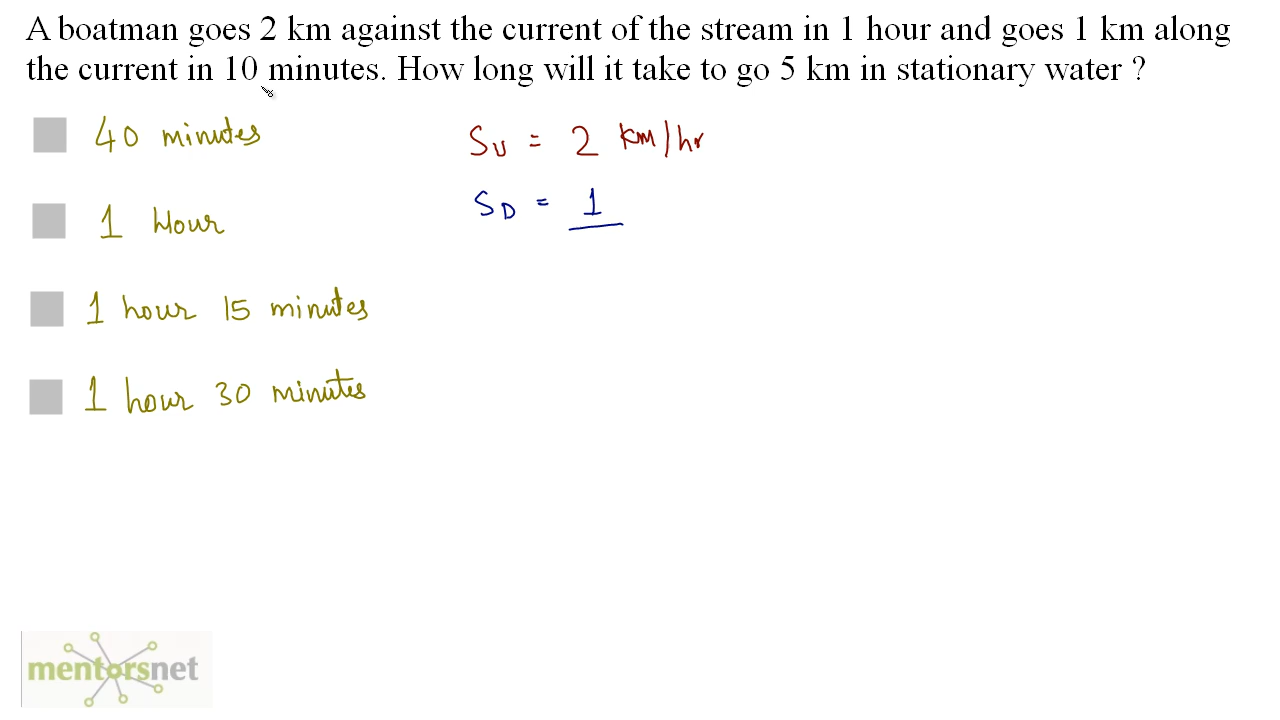 A boatman goes 2 km against the current of the stream in 1 hour and goes 1 km along
the current in 10 minutes. How long will it take to go 5 km in stationary water ?
40 minutes
1 Hour
1 hour 15 minutes
1 hour 30 minutes
SU = 2 km/hr
SD = 1
mentorsnet